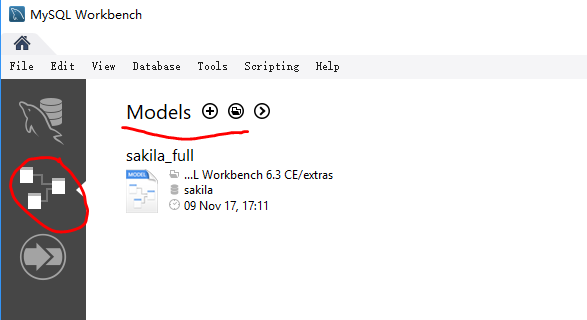 MySQL Workbench
File Edit View Database Tools Scripting Help
Models
sakila_full
MODEL
...L Workbench 6.3 CE/extras
sakila
09 Nov 17, 17:11